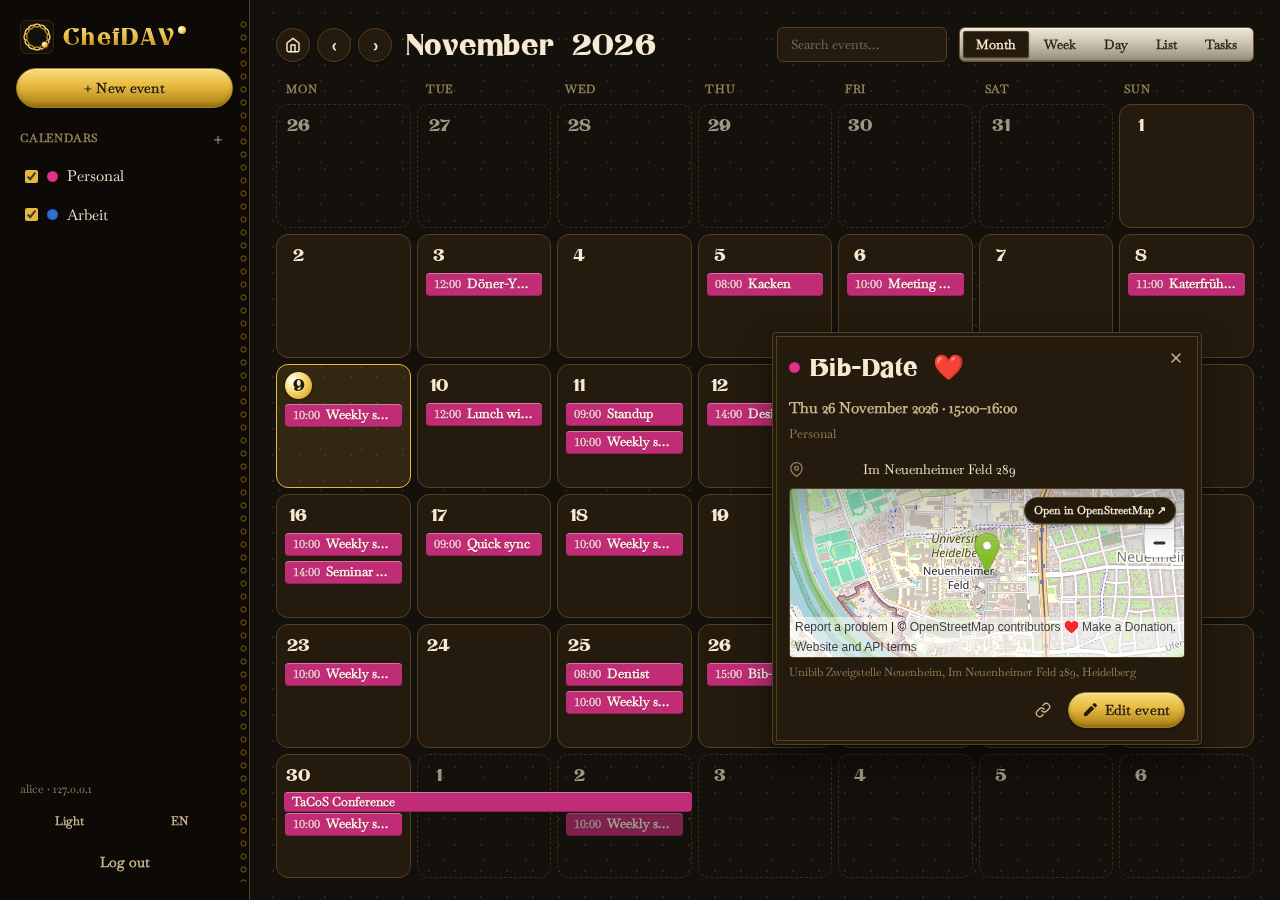 ChefDAV
+ New event
CALENDARS +
Personal
Arbeit
alice · 127.0.0.1
Light EN
Log out
‹ › November 2026
Search events...
Month Week Day List Tasks
MON TUE WED THU FRI SAT SUN
26 27 28 29 30 31 1
2 3 4 5 6 7 8
12:00 Döner-Y…
08:00 Kacken
10:00 Meeting …
11:00 Katerfrüh…
9 10 11 12
10:00 Weekly s…
12:00 Lunch wi…
09:00 Standup
10:00 Weekly s…
14:00 Desi
16 17 18 19
10:00 Weekly s…
14:00 Seminar …
09:00 Quick sync
10:00 Weekly s…
23 24 25 26
10:00 Weekly s…
08:00 Dentist
10:00 Weekly s…
15:00 Bib-
30 1 2 3 4 5 6
TaCoS Conference
10:00 Weekly s…
10:00 Weekly s…
Bib-Date ❤️
×
Thu 26 November 2026 · 15:00–16:00
Personal
Im Neuenheimer Feld 289
Open in OpenStreetMap ↗
Universit
Heidelbe
Neuenheimer
Feld
Neuenheim
Ufer
Report a problem | © OpenStreetMap contributors ♥ Make a Donation,
Website and API terms
Unibib Zweigstelle Neuenheim, Im Neuenheimer Feld 289, Heidelberg
Edit event